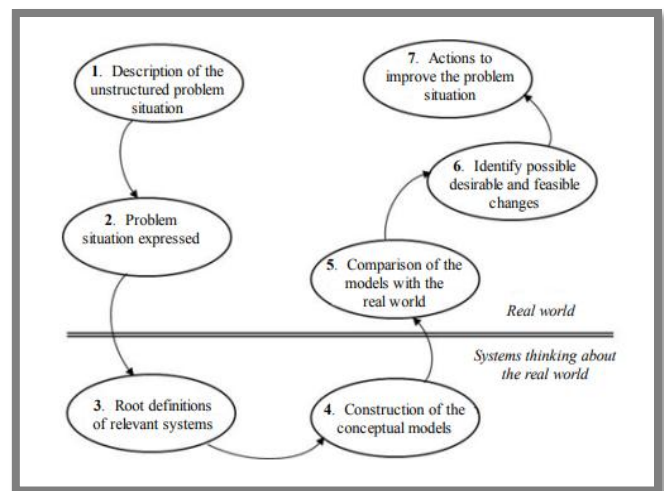 1. Description of the
unstructured problem
situation
2. Problem
situation expressed
3. Root definitions
of relevant systems
4. Construction of the
conceptual models
5. Comparison of the
models with the
real world
6. Identify possible
desirable and feasible
changes
7. Actions to
improve the problem
situation
Real world
Systems thinking about
the real world